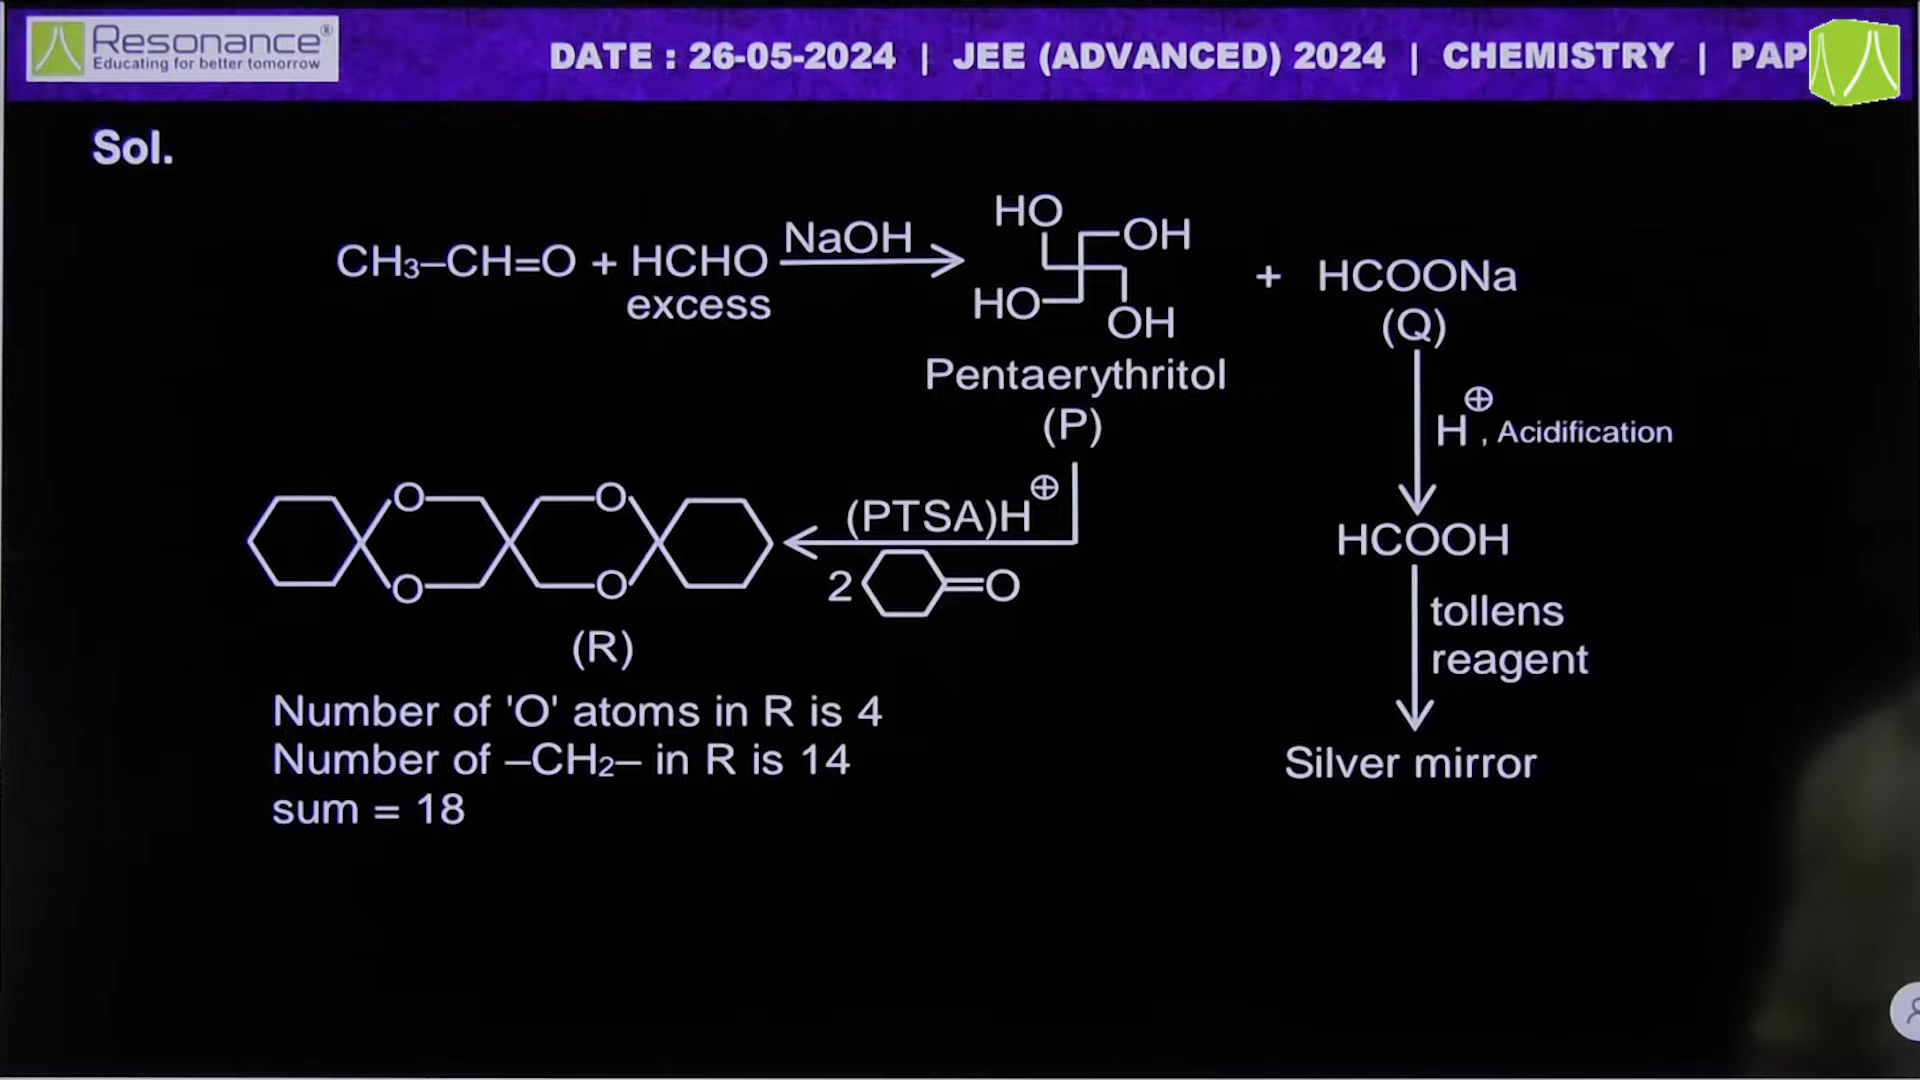 Resonance®
Educating for better tomorrow
DATE : 26-05-2024 | JEE (ADVANCED) 2024 | CHEMISTRY | PAP
Sol.
CH₃–CH=O + HCHO
excess
NaOH
HO
OH
HO
OH
Pentaerythritol
(P)
+ HCOONa
(Q)
H⊕, Acidification
HCOOH
tollens
reagent
Silver mirror
(PTSA)H⊕
2
O
O
O
O
O
(R)
Number of 'O' atoms in R is 4
Number of –CH₂– in R is 14
sum = 18